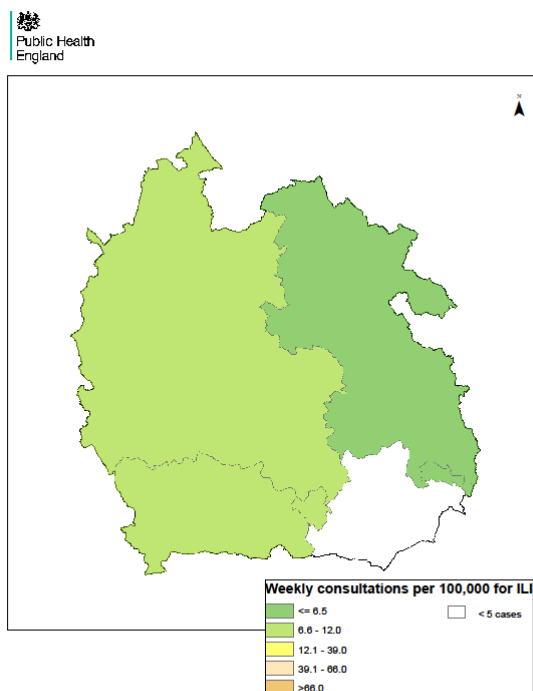 Public Health
England
N
Weekly consultations per 100,000 for ILI
<= 6.5
< 5 cases
6.6 - 12.0
12.1 - 39.0
39.1 - 66.0
>66.0